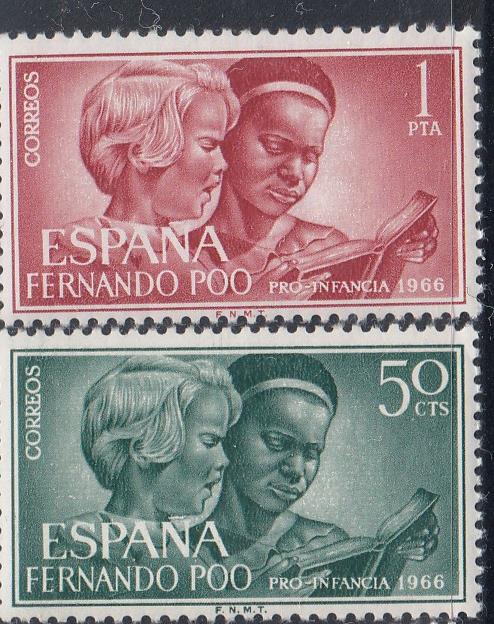 CORREOS
1
PTA
ESPAÑA
FERNANDO POO PRO-INFANCIA 1966
F.N.M.T.
CORREOS
50
CTS
ESPAÑA
FERNANDO POO PRO-INFANCIA 1966
F.N.M.T.